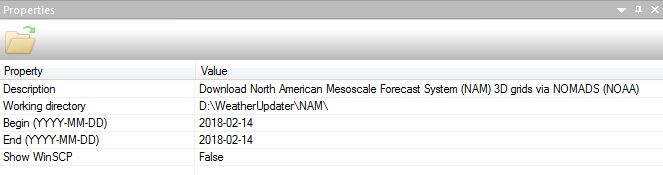 Properties
Property Value
Description Download North American Mesoscale Forecast System (NAM) 3D grids via NOMADS (NOAA)
Working directory D:\WeatherUpdater\NAM\
Begin (YYYY-MM-DD) 2018-02-14
End (YYYY-MM-DD) 2018-02-14
Show WinSCP False